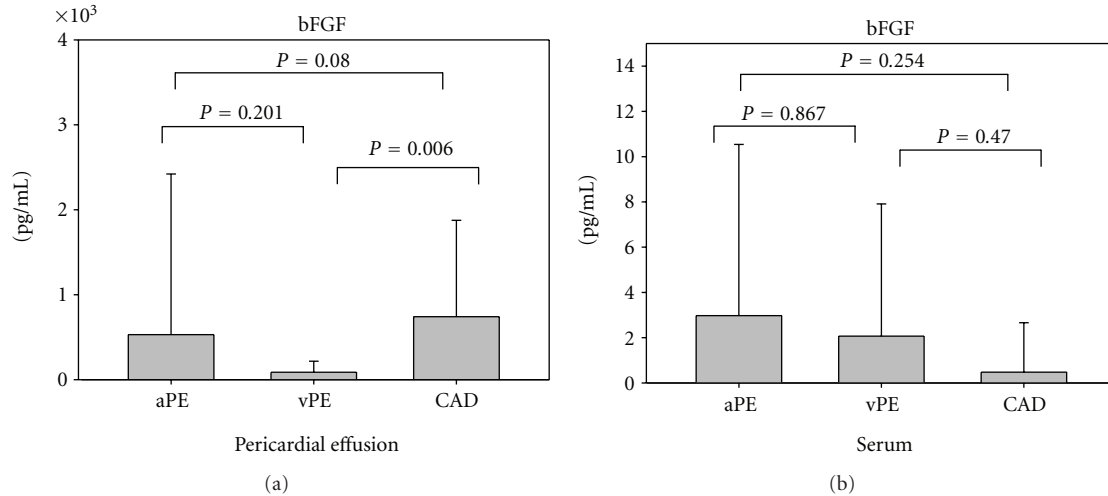 ×10³
bFGF
4
3
2
1
0
(pg/mL)
P = 0.08
P = 0.201
P = 0.006
aPE vPE CAD
Pericardial effusion
(a)
bFGF
14
12
10
8
6
4
2
0
(pg/mL)
P = 0.254
P = 0.867
P = 0.47
aPE vPE CAD
Serum
(b)